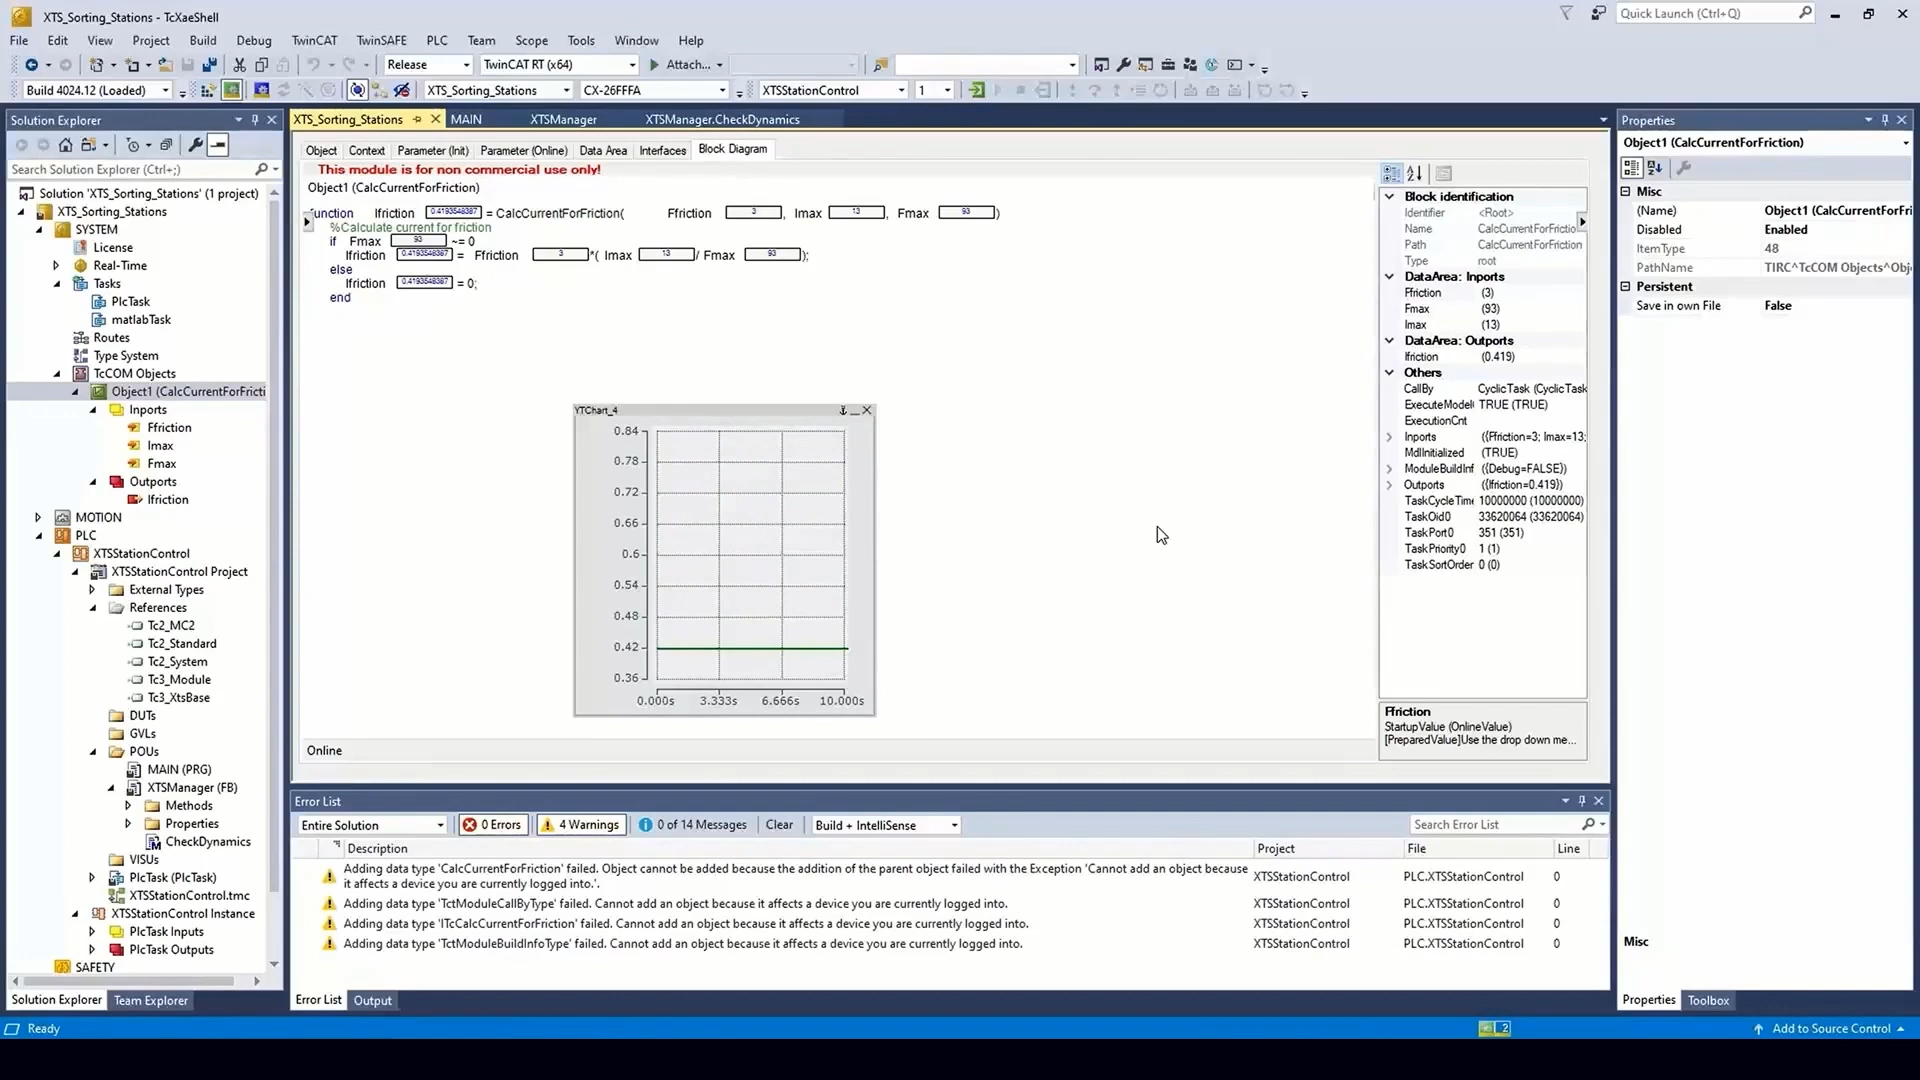 XTS_Sorting_Stations - TcXaeShell
Quick Launch (Ctrl+Q)
File Edit View Project Build Debug TwinCAT TwinSAFE PLC Team Scope Tools Window Help
Release TwinCAT RT (x64) Attach...
Build 4024.12 (Loaded) XTS_Sorting_Stations CX-26FFFA XTSStationControl 1
Solution Explorer
Search Solution Explorer (Ctrl+;)
Solution 'XTS_Sorting_Stations' (1 project)
XTS_Sorting_Stations
SYSTEM
License
Real-Time
Tasks
PlcTask
matlabTask
Routes
Type System
TcCOM Objects
Object1 (CalcCurrentForFricti
Inports
Ffriction
Imax
Fmax
Outports
Ifriction
MOTION
PLC
XTSStationControl
XTSStationControl Project
External Types
References
Tc2_MC2
Tc2_Standard
Tc2_System
Tc3_Module
Tc3_XtsBase
DUTs
GVLs
POUs
MAIN (PRG)
XTSManager (FB)
Methods
Properties
CheckDynamics
VISUs
PlcTask (PlcTask)
XTSStationControl.tmc
XTSStationControl Instance
PlcTask Inputs
PlcTask Outputs
SAFETY
Solution Explorer Team Explorer
XTS_Sorting_Stations MAIN XTSManager XTSManager.CheckDynamics
Object Context Parameter (Init) Parameter (Online) Data Area Interfaces Block Diagram
This module is for non commercial use only!
Object1 (CalcCurrentForFriction)
function Ifriction 0.4193548387 = CalcCurrentForFriction( Ffriction 3 , Imax 13 , Fmax 93 )
%Calculate current for friction
if Fmax 93 ~= 0
Ifriction 0.4193548387 = Ffriction 3 *( Imax 13 / Fmax 93 );
else
Ifriction 0.4193548387 = 0;
end
YTChart_4
0.84
0.78
0.72
0.66
0.6
0.54
0.48
0.42
0.36
0.000s 3.333s 6.666s 10.000s
Online
Block identification
Identifier <Root>
Name CalcCurrentForFrictio
Path CalcCurrentForFriction
Type root
DataArea: Inports
Ffriction (3)
Fmax (93)
Imax (13)
DataArea: Outports
Ifriction (0.419)
Others
CallBy CyclicTask (CyclicTask
ExecuteModel TRUE (TRUE)
ExecutionCnt
Inports ({Ffriction=3; Imax=13;
MdlInitialized (TRUE)
ModuleBuildInf ({Debug=FALSE})
Outports ({Ifriction=0.419})
TaskCycleTime 10000000 (10000000)
TaskOid0 33620064 (33620064)
TaskPort0 351 (351)
TaskPriority0 1 (1)
TaskSortOrder 0 (0)
Ffriction
StartupValue (OnlineValue)
[PreparedValue]Use the drop down me...
Properties
Object1 (CalcCurrentForFriction)
Misc
(Name) Object1 (CalcCurrentForFri
Disabled Enabled
ItemType 48
PathName TIRC^TcCOM Objects^Obj
Persistent
Save in own File False
Misc
Properties Toolbox
Error List
Entire Solution 0 Errors 4 Warnings 0 of 14 Messages Clear Build + IntelliSense Search Error List
Description Project File Line
Adding data type 'CalcCurrentForFriction' failed. Object cannot be added because the addition of the parent object failed with the Exception 'Cannot add an object because
it affects a device you are currently logged into.'. XTSStationControl PLC.XTSStationControl 0
Adding data type 'TctModuleCallByType' failed. Cannot add an object because it affects a device you are currently logged into. XTSStationControl PLC.XTSStationControl 0
Adding data type 'ITcCalcCurrentForFriction' failed. Cannot add an object because it affects a device you are currently logged into. XTSStationControl PLC.XTSStationControl 0
Adding data type 'TctModuleBuildInfoType' failed. Cannot add an object because it affects a device you are currently logged into. XTSStationControl PLC.XTSStationControl 0
Error List Output
Ready
2
Add to Source Control